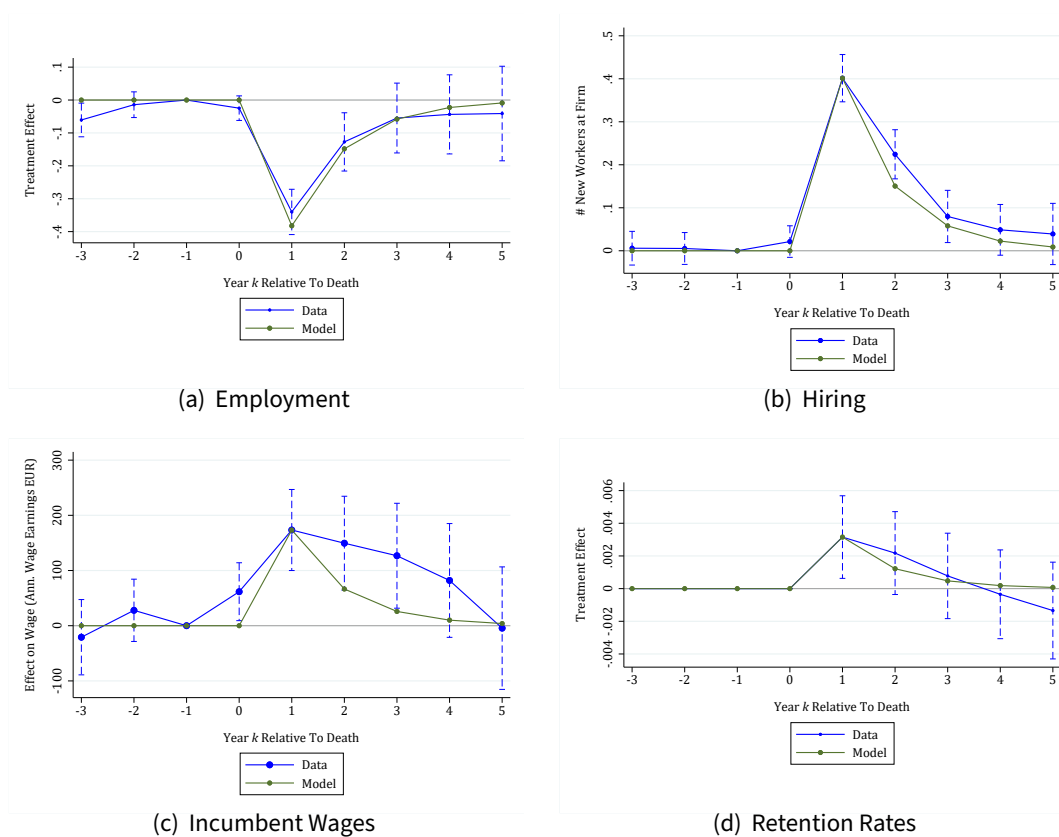 .1
0
-.1
-.2
-.3
-.4
Treatment Effect
-3 -2 -1 0 1 2 3 4 5
Year k Relative To Death
Data
Model
(a) Employment
.5
.4
.3
.2
.1
0
# New Workers at Firm
-3 -2 -1 0 1 2 3 4 5
Year k Relative To Death
Data
Model
(b) Hiring
300
200
100
0
-100
Effect on Wage (Ann. Wage Earnings EUR)
-3 -2 -1 0 1 2 3 4 5
Year k Relative To Death
Data
Model
(c) Incumbent Wages
.006
.004
.002
0
-.002
-.004
Treatment Effect
-3 -2 -1 0 1 2 3 4 5
Year k Relative To Death
Data
Model
(d) Retention Rates